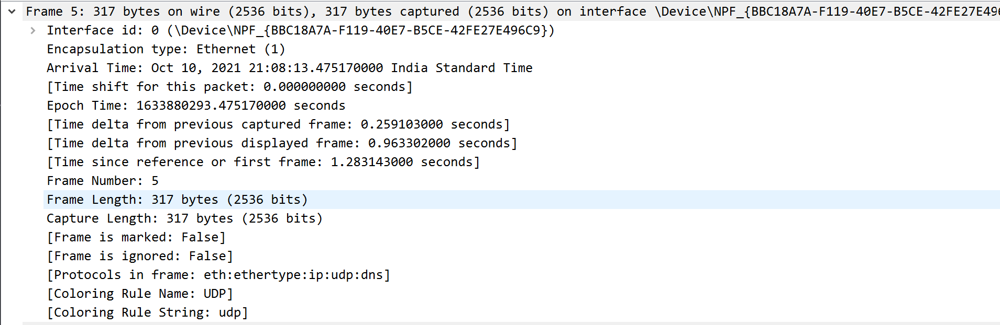 Frame 5: 317 bytes on wire (2536 bits), 317 bytes captured (2536 bits) on interface \Device\NPF_{BBC18A7A-F119-40E7-B5CE-42FE27E496
Interface id: 0 (\Device\NPF_{BBC18A7A-F119-40E7-B5CE-42FE27E496C9})
Encapsulation type: Ethernet (1)
Arrival Time: Oct 10, 2021 21:08:13.475170000 India Standard Time
[Time shift for this packet: 0.000000000 seconds]
Epoch Time: 1633880293.475170000 seconds
[Time delta from previous captured frame: 0.259103000 seconds]
[Time delta from previous displayed frame: 0.963302000 seconds]
[Time since reference or first frame: 1.283143000 seconds]
Frame Number: 5
Frame Length: 317 bytes (2536 bits)
Capture Length: 317 bytes (2536 bits)
[Frame is marked: False]
[Frame is ignored: False]
[Protocols in frame: eth:ethertype:ip:udp:dns]
[Coloring Rule Name: UDP]
[Coloring Rule String: udp]